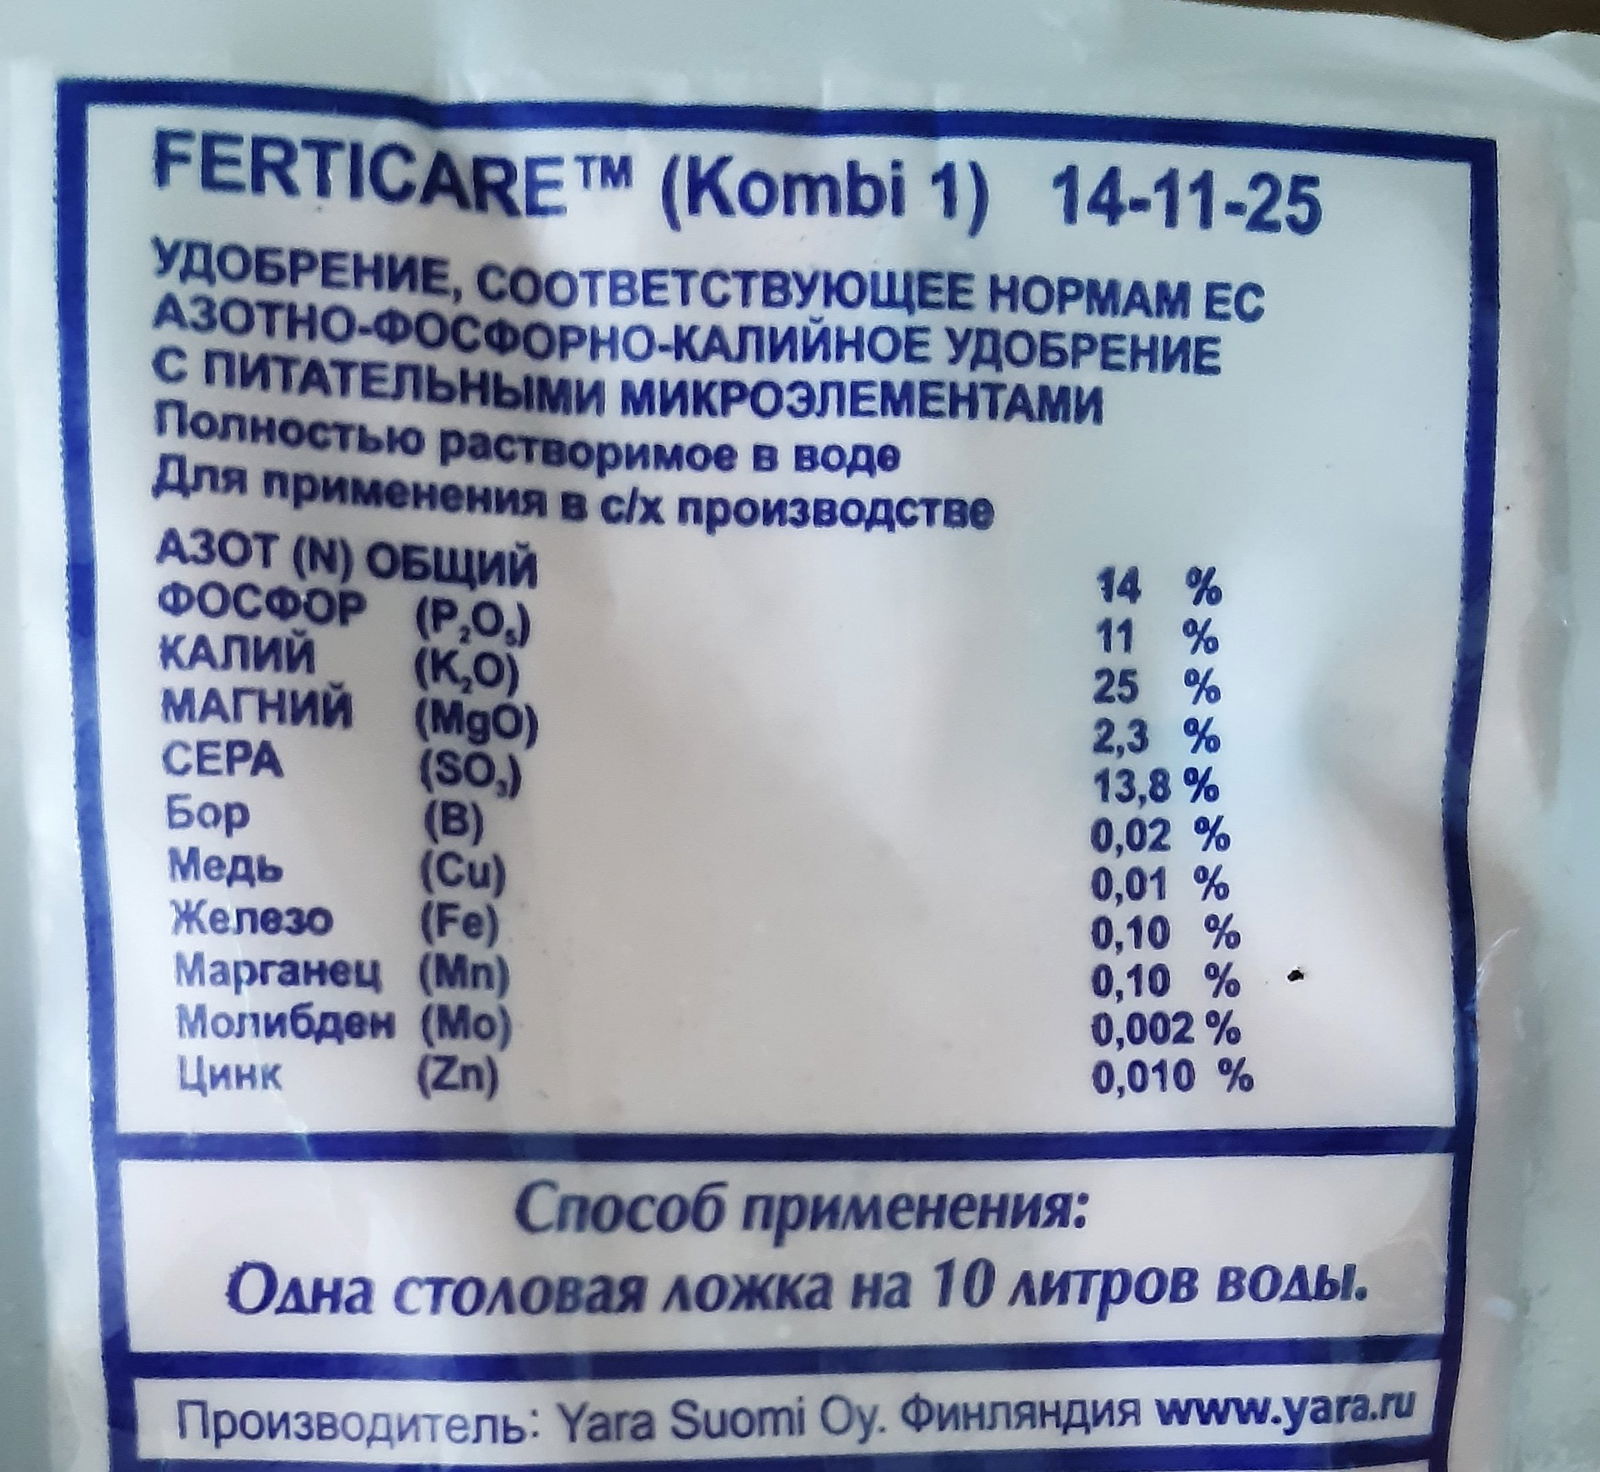 FERTICARE™ (Kombi 1) 14-11-25
УДОБРЕНИЕ, СООТВЕТСТВУЮЩЕЕ НОРМАМ ЕС
АЗОТНО-ФОСФОРНО-КАЛИЙНОЕ УДОБРЕНИЕ
С ПИТАТЕЛЬНЫМИ МИКРОЭЛЕМЕНТАМИ
Полностью растворимое в воде
Для применения в с/х производстве
АЗОТ (N) ОБЩИЙ 14 %
ФОСФОР (P₂O₅) 11 %
КАЛИЙ (K₂O) 25 %
МАГНИЙ (MgO) 2,3 %
СЕРА (SO₃) 13,8 %
Бор (B) 0,02 %
Медь (Cu) 0,01 %
Железо (Fe) 0,10 %
Марганец (Mn) 0,10 %
Молибден (Mo) 0,002 %
Цинк (Zn) 0,010 %
Способ применения:
Одна столовая ложка на 10 литров воды.
Производитель: Yara Suomi Oy. Финляндия www.yara.ru